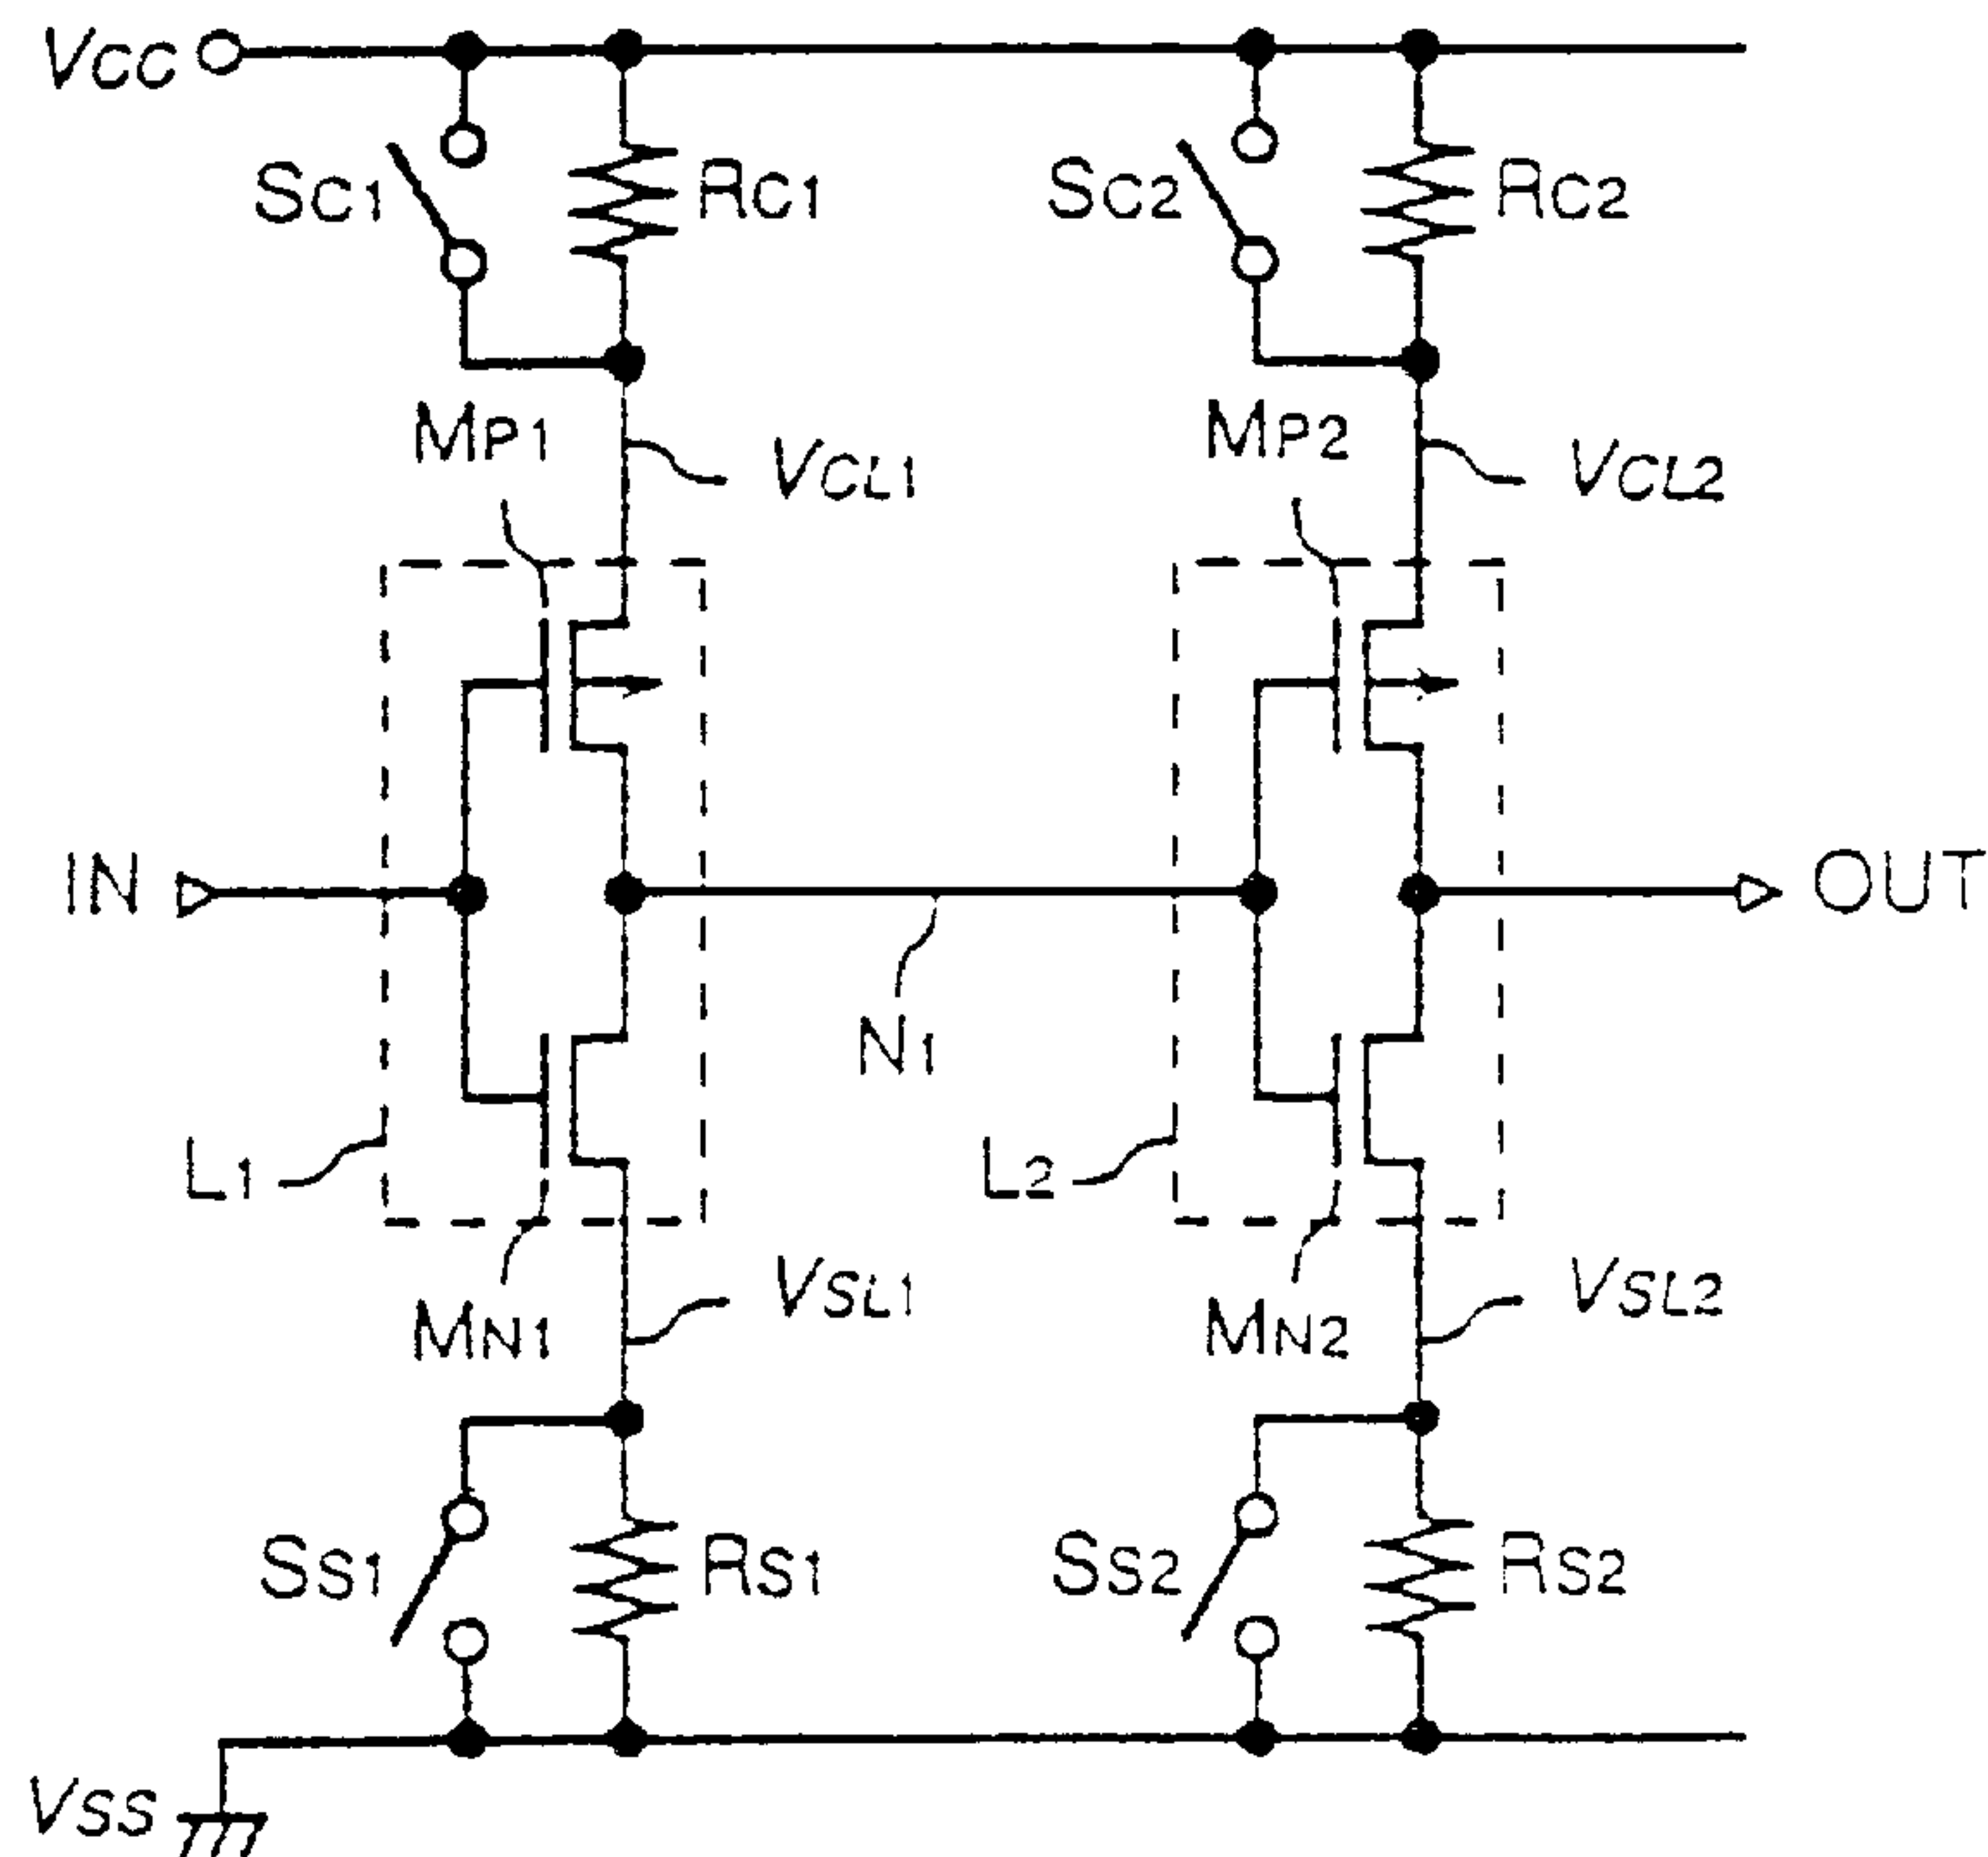 VCC
SC1
RC1
SC2
RC2
MP1
VCL1
MP2
VCL2
IN
OUT
N1
L1
L2
MN1
VSL1
MN2
VSL2
SS1
RS1
SS2
RS2
VSS